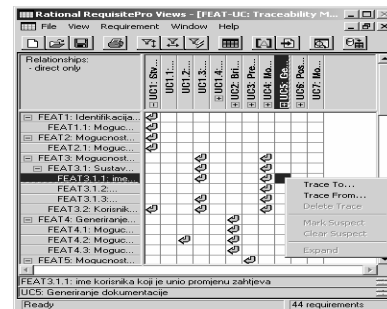 Rational RequisitePro Views - [FEAT-UC: Traceability M...
File View Requirement Window Help
Relationships:
- direct only
UC1: Stv...
UC1.1:...
UC1.2:...
UC1.3:...
UC1.4:...
UC2: Bri...
UC3: Pre...
UC4: Mo...
UC5: Ge...
UC6: Pos...
UC7: Mo...
FEAT1: Identifikacija...
FEAT1.1: Moguc...
FEAT2: Mogucnost...
FEAT2.1: Moguc...
FEAT3: Mogucnost...
FEAT3.1: Sustav...
FEAT3.1.1: ime...
FEAT3.1.2:...
FEAT3.1.3:...
FEAT3.2: Korisnik...
FEAT4: Generiranje...
FEAT4.1: Moguc...
FEAT4.2: Moguc...
FEAT4.3: Moguc...
FEAT5: Mogucnost...
Trace To...
Trace From...
Delete Trace
Mark Suspect
Clear Suspect
Expand
FEAT3.1.1: ime korisnika koji je unio promjenu zahtjeva
UC5: Generiranje dokumentacije
Ready
44 requirements